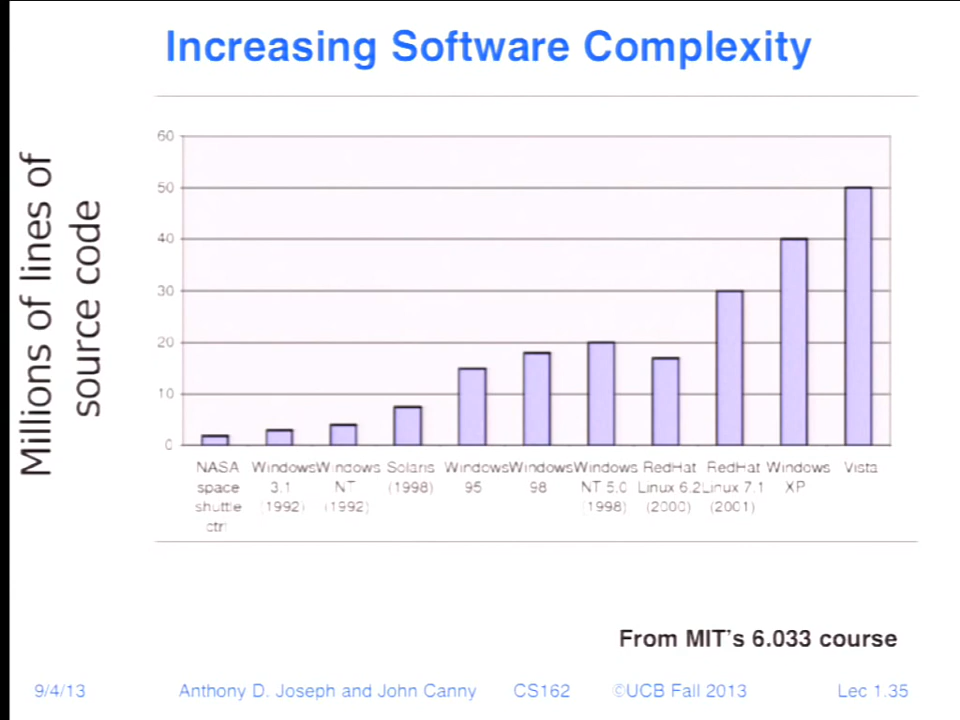 Increasing Software Complexity
Millions of lines of
source code
60
50
40
30
20
10
0
NASA space shuttle ctrl
Windows 3.1 (1992)
Windows NT (1992)
Solaris (1998)
Windows 95
Windows 98
Windows NT 5.0 (1998)
RedHat Linux 6.2 (2000)
RedHat Linux 7.1 (2001)
Windows XP
Vista
From MIT's 6.033 course
9/4/13 Anthony D. Joseph and John Canny CS162 ©UCB Fall 2013 Lec 1.35